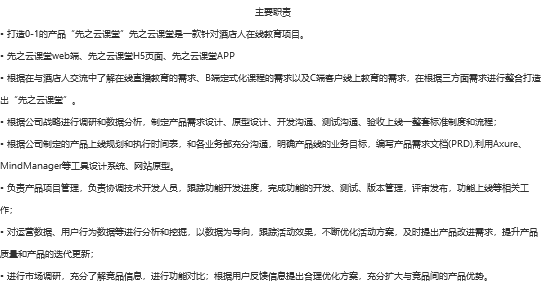 主要职责
• 打造0-1的产品“先之云课堂”先之云课堂是一款针对酒店人在线教育项目。
• 先之云课堂web端、先之云课堂H5页面、先之云课堂APP
• 根据在与酒店人交流中了解在线直播教育的需求、B端定式化课程的需求以及C端客户线上教育的需求，在根据三方面需求进行整合打造
出“先之云课堂”。
• 根据公司战略进行调研和数据分析，制定产品需求设计、原型设计、开发沟通、测试沟通、验收上线一整套标准制度和流程；
• 根据公司制定的产品上线规划和执行时间表，和各业务部充分沟通，明确产品线的业务目标，编写产品需求文档(PRD),利用Axure、
MindManager等工具设计系统、网站原型。
• 负责产品项目管理，负责协调技术开发人员，跟踪功能开发进度，完成功能的开发、测试、版本管理，评审发布，功能上线等相关工
作；
• 对运营数据、用户行为数据等进行分析和挖掘，以数据为导向，跟踪活动效果，不断优化活动方案，及时提出产品改进需求，提升产品
质量和产品的迭代更新；
• 进行市场调研，充分了解竞品信息，进行功能对比；根据用户反馈信息提出合理优化方案，充分扩大与竞品间的产品优势。